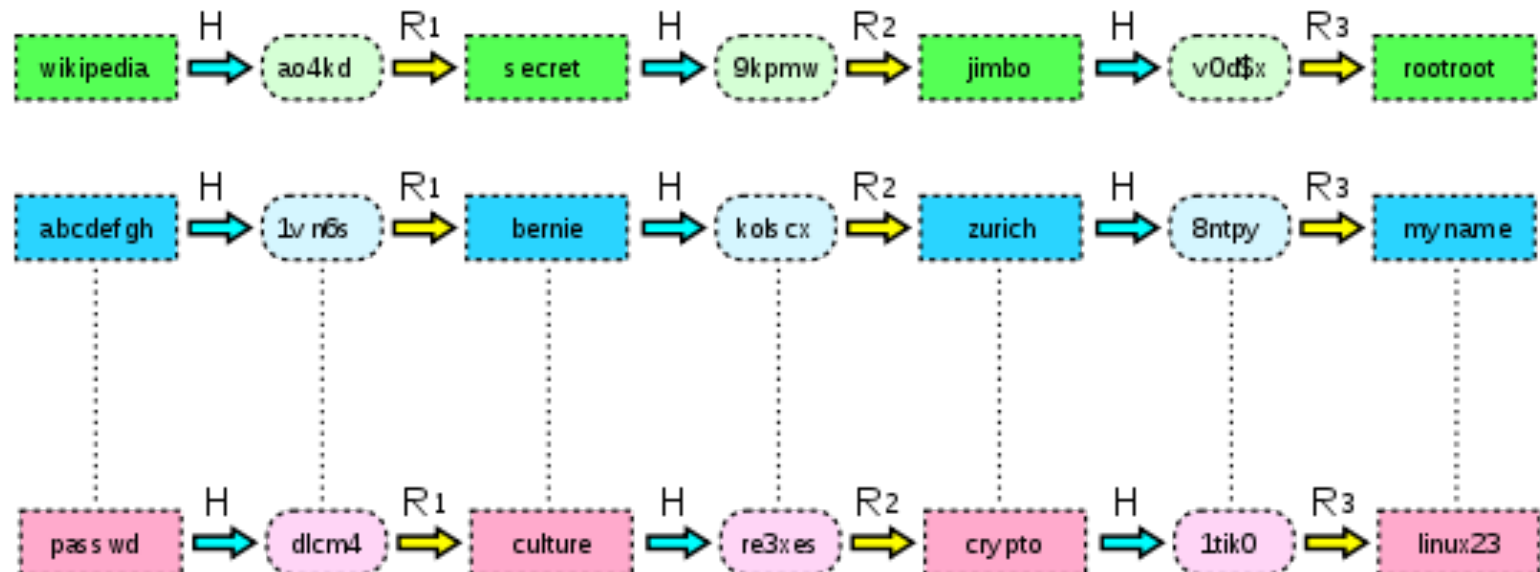 H R1 H R2 H R3
wikipedia ao4kd secret 9kpmw jimbo v0d$x rootroot
H R1 H R2 H R3
abcdefgh 1vn6s bernie kolscx zurich 8ntpy myname
H R1 H R2 H R3
passwd dlcm4 culture re3xes crypto 1tik0 linux23